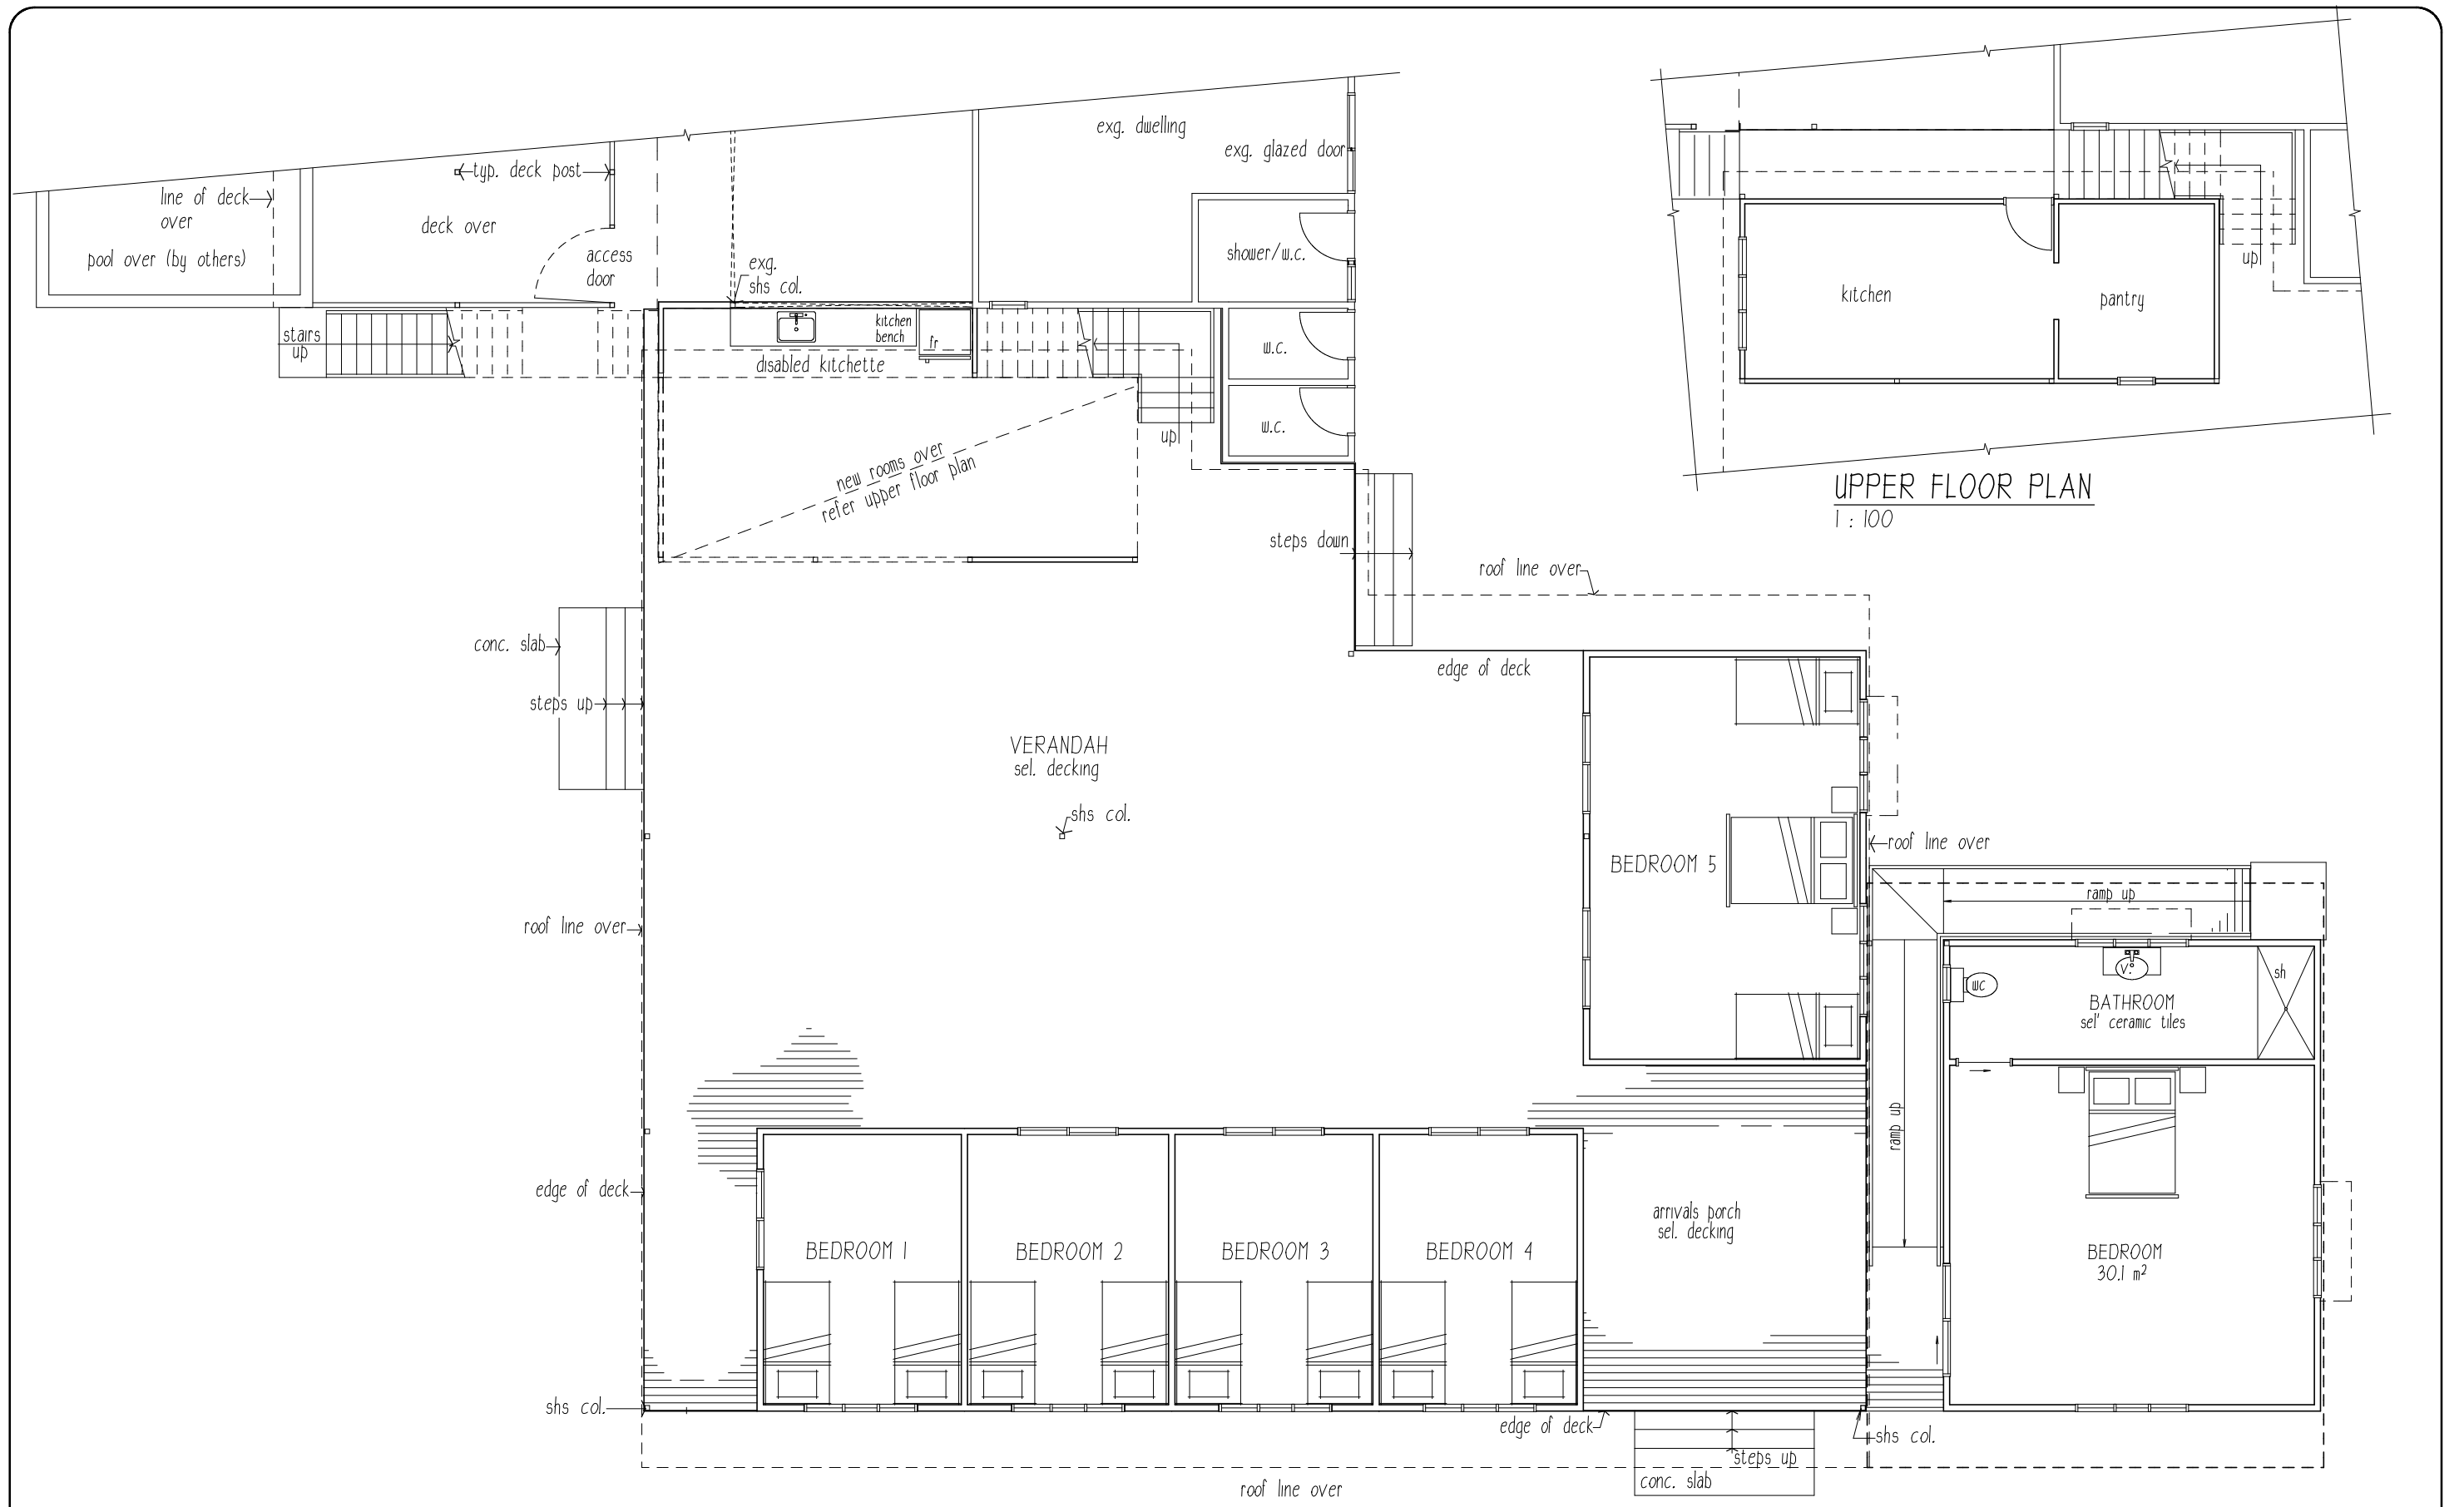 exg. dwelling
exg. glazed door
typ. deck post
line of deck
over
deck over
pool over (by others)
access
door
exg.
shs col.
shower/w.c.
kitchen
pantry
up
stairs
up
kitchen
bench
fr
disabled kitchette
w.c.
w.c.
up
new rooms over
refer upper floor plan
UPPER FLOOR PLAN
1 : 100
steps down
roof line over
conc. slab
edge of deck
steps up
VERANDAH
sel. decking
shs col.
BEDROOM 5
roof line over
ramp up
roof line over
sh
V.
wc
BATHROOM
sel' ceramic tiles
ramp up
edge of deck
arrivals porch
sel. decking
BEDROOM 1
BEDROOM 2
BEDROOM 3
BEDROOM 4
BEDROOM
30.1 m²
shs col.
edge of deck
shs col.
steps up
conc. slab
roof line over